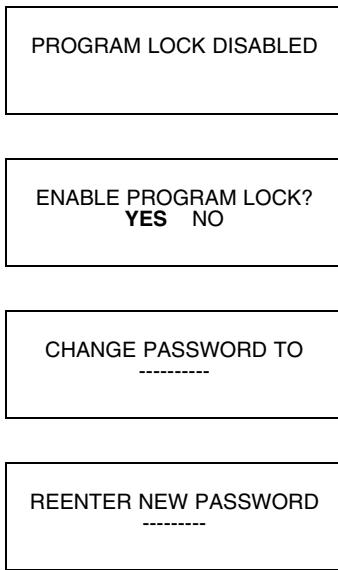 PROGRAM LOCK DISABLED
ENABLE PROGRAM LOCK?
YES NO
CHANGE PASSWORD TO
----------
REENTER NEW PASSWORD
---------